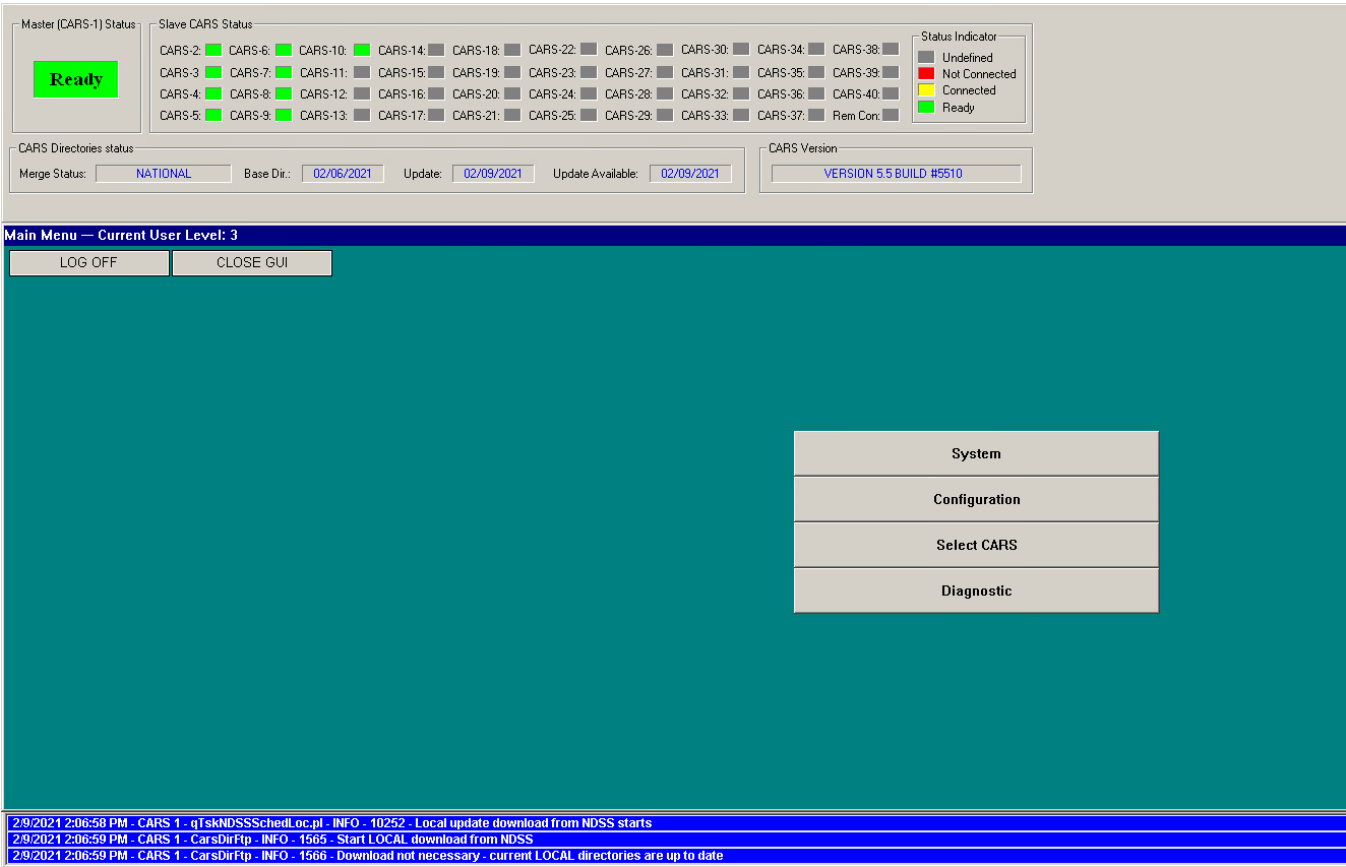 Master (CARS-1) Status
Ready
Slave CARS Status
CARS-2: CARS-6: CARS-10: CARS-14: CARS-18: CARS-22: CARS-26: CARS-30: CARS-34: CARS-38:
CARS-3 CARS-7: CARS-11: CARS-15: CARS-19: CARS-23: CARS-27: CARS-31: CARS-35: CARS-39:
CARS-4: CARS-8: CARS-12: CARS-16: CARS-20: CARS-24: CARS-28: CARS-32: CARS-36: CARS-40:
CARS-5: CARS-9: CARS-13: CARS-17: CARS-21: CARS-25: CARS-29: CARS-33: CARS-37: Rem Con:
Status Indicator
Undefined
Not Connected
Connected
Ready
CARS Directories status
Merge Status: NATIONAL Base Dir.: 02/06/2021 Update: 02/09/2021 Update Available: 02/09/2021
CARS Version
VERSION 5.5 BUILD #5510
Main Menu — Current User Level: 3
LOG OFF CLOSE GUI
System
Configuration
Select CARS
Diagnostic
2/9/2021 2:06:58 PM - CARS 1 - qTskNDSSSchedLoc.pl - INFO - 10252 - Local update download from NDSS starts
2/9/2021 2:06:59 PM - CARS 1 - CarsDirFtp - INFO - 1565 - Start LOCAL download from NDSS
2/9/2021 2:06:59 PM - CARS 1 - CarsDirFtp - INFO - 1566 - Download not necessary - current LOCAL directories are up to date